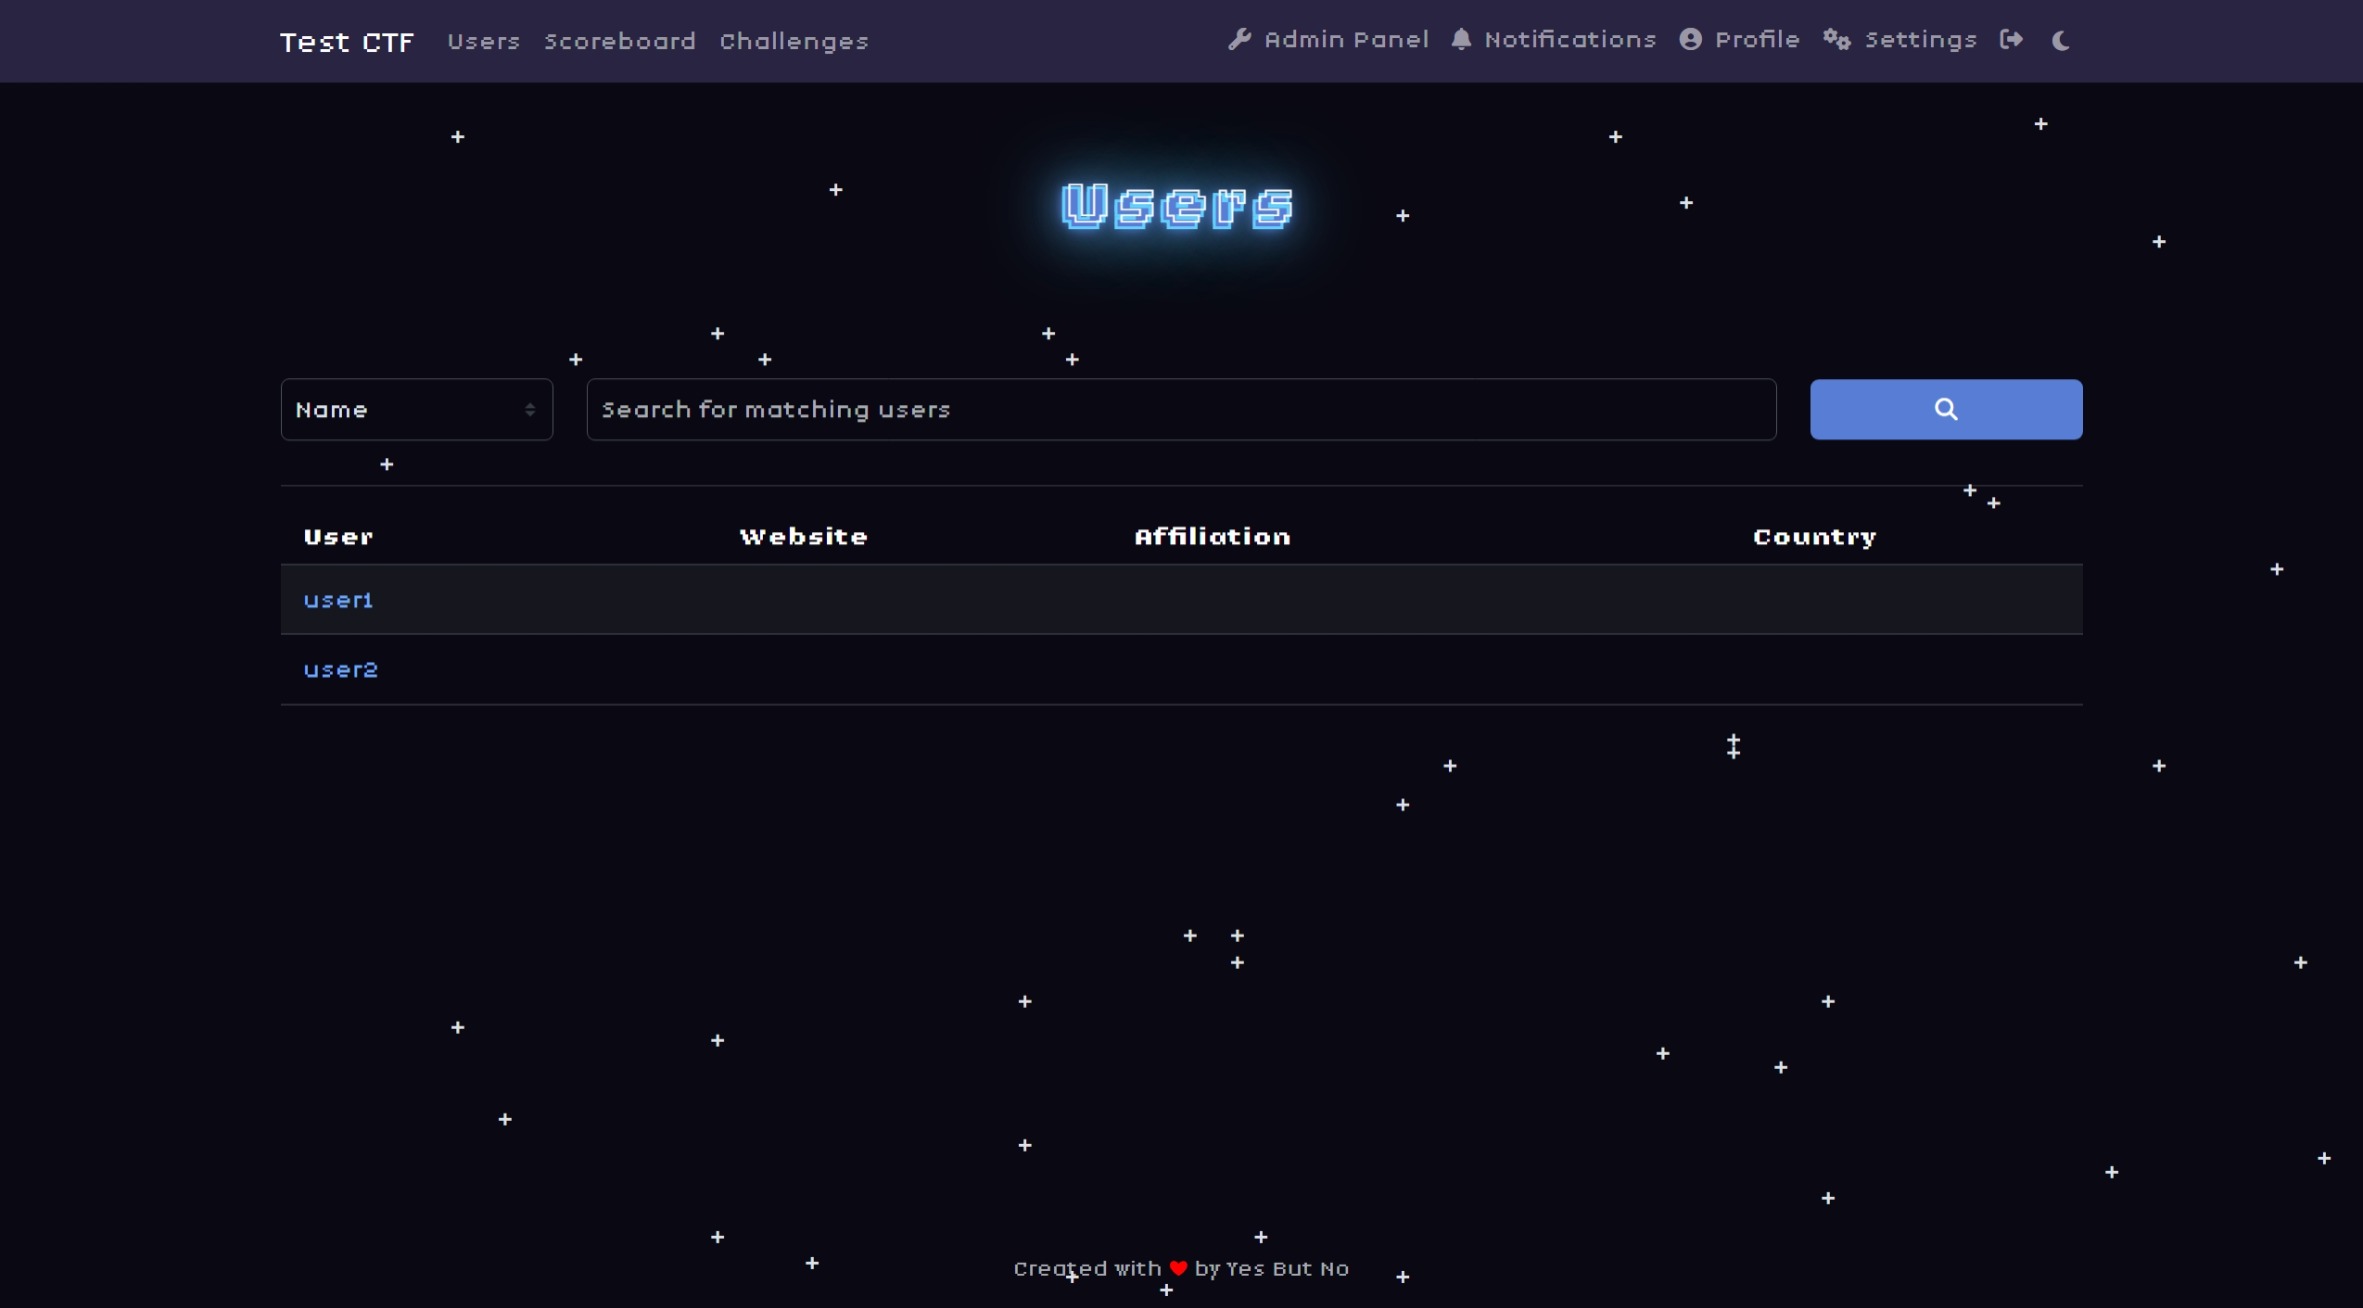 Test CTF Users Scoreboard Challenges Admin Panel Notifications Profile Settings
Users
Name Search for matching users
User Website Affiliation Country
user1
user2
Created with ❤ by Yes But No